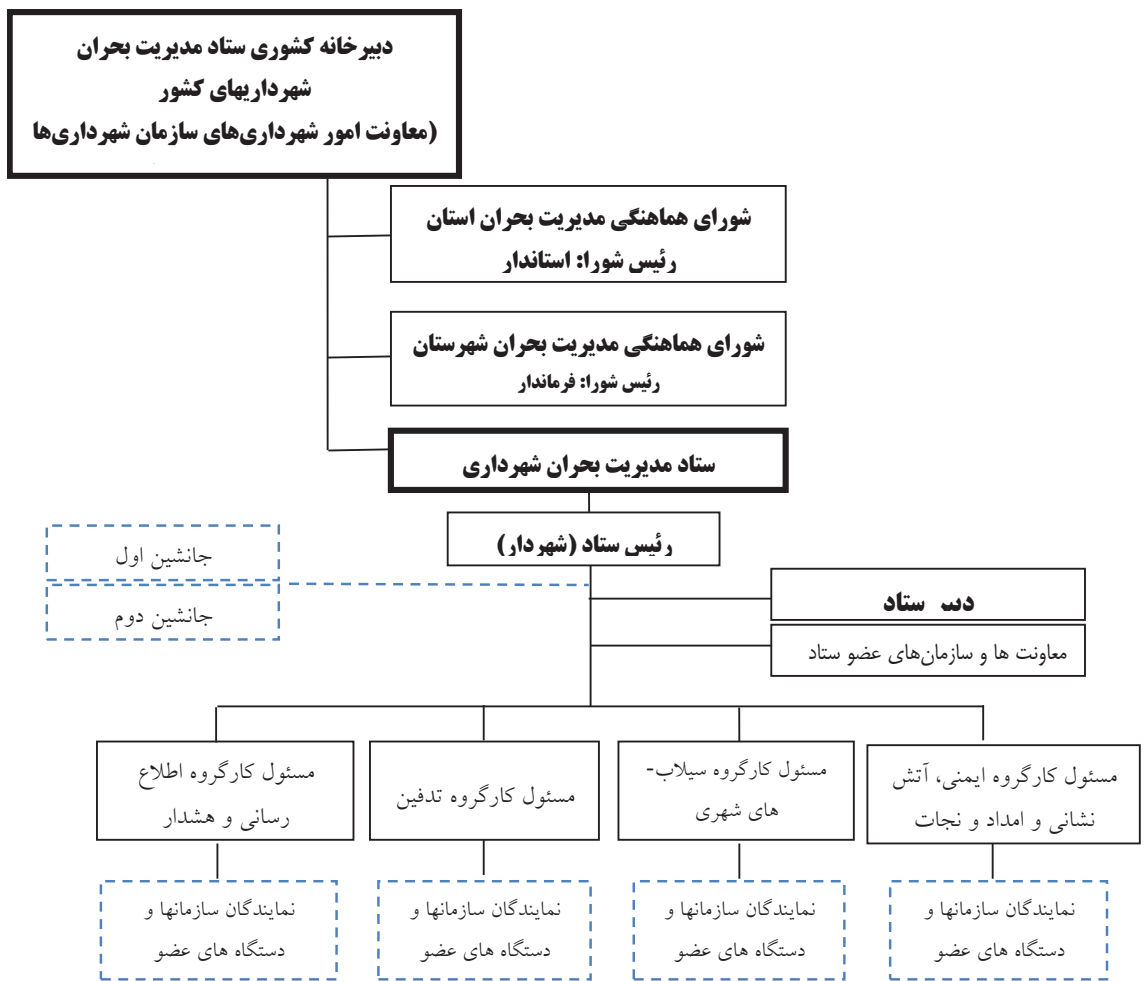 دبیرخانه کشوری ستاد مدیریت بحران
شهرداریهای کشور
(معاونت امور شهرداری‌های سازمان شهرداری‌ها
شورای هماهنگی مدیریت بحران استان
رئیس شورا: استاندار
شورای هماهنگی مدیریت بحران شهرستان
رئیس شورا: فرماندار
ستاد مدیریت بحران شهرداری
رئیس ستاد (شهردار)
جانشین اول
جانشین دوم
ستاد
معاونت ها و سازمان‌های عضو ستاد
مسئول کارگروه ایمنی، آتش
نشانی و امداد و نجات
مسئول کارگروه سیلاب-
های شهری
مسئول کارگروه تدفین
مسئول کارگروه اطلاع
رسانی و هشدار
نمایندگان سازمانها و
دستگاه های عضو
نمایندگان سازمانها و
دستگاه های عضو
نمایندگان سازمانها و
دستگاه های عضو
نمایندگان سازمانها و
دستگاه های عضو